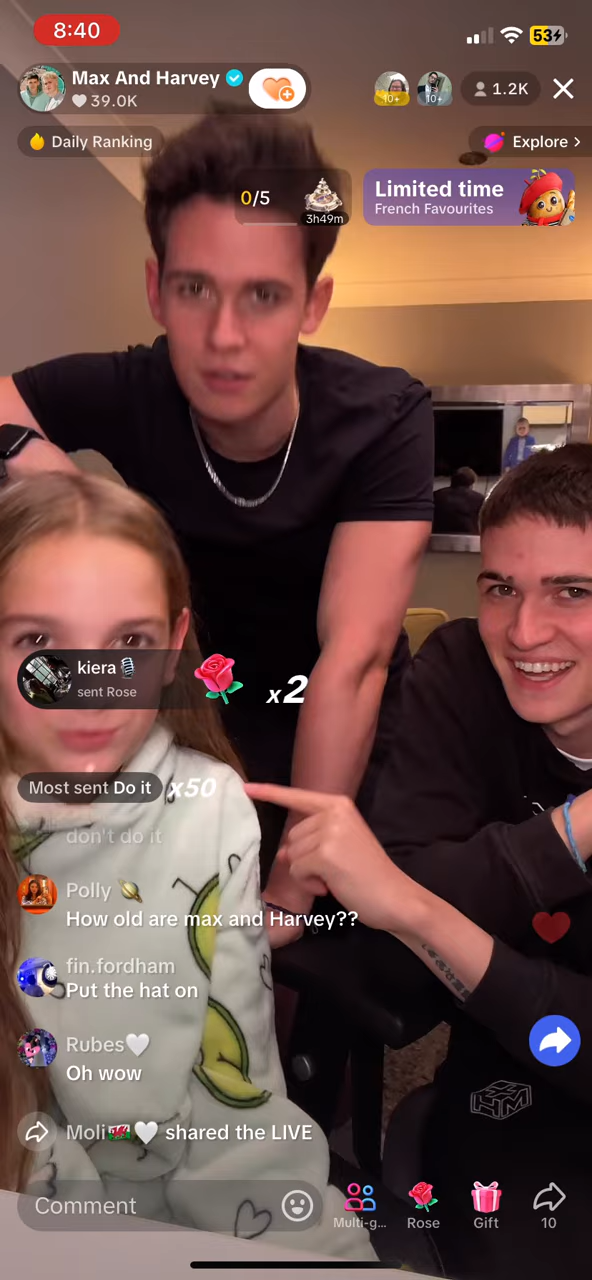 8:40
53
Max And Harvey
39.0K
10+
10+
1.2K
Daily Ranking
Explore >
0/5
3h49m
Limited time
French Favourites
kiera🎙️
sent Rose
x2
Most sent Do it x50
don't do it
Polly 🪐
How old are max and Harvey??
fin.fordham
Put the hat on
Rubes🤍
Oh wow
Moli🏴󠁧󠁢󠁷󠁬󠁳󠁿🤍 shared the LIVE
HM
Comment
Multi-g...
Rose
Gift
10